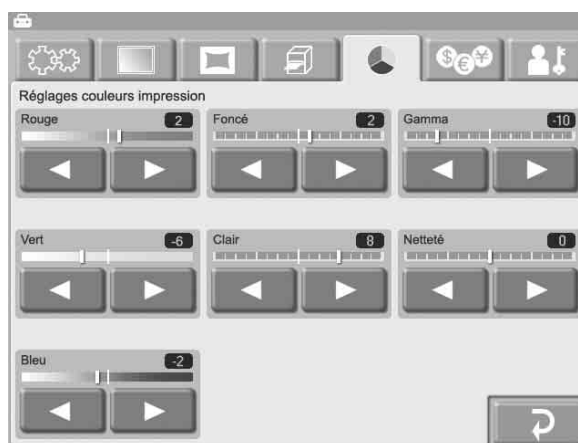 Réglages couleurs impression
Rouge 2
Foncé 2
Gamma -10
Vert -6
Clair 8
Netteté 0
Bleu -2